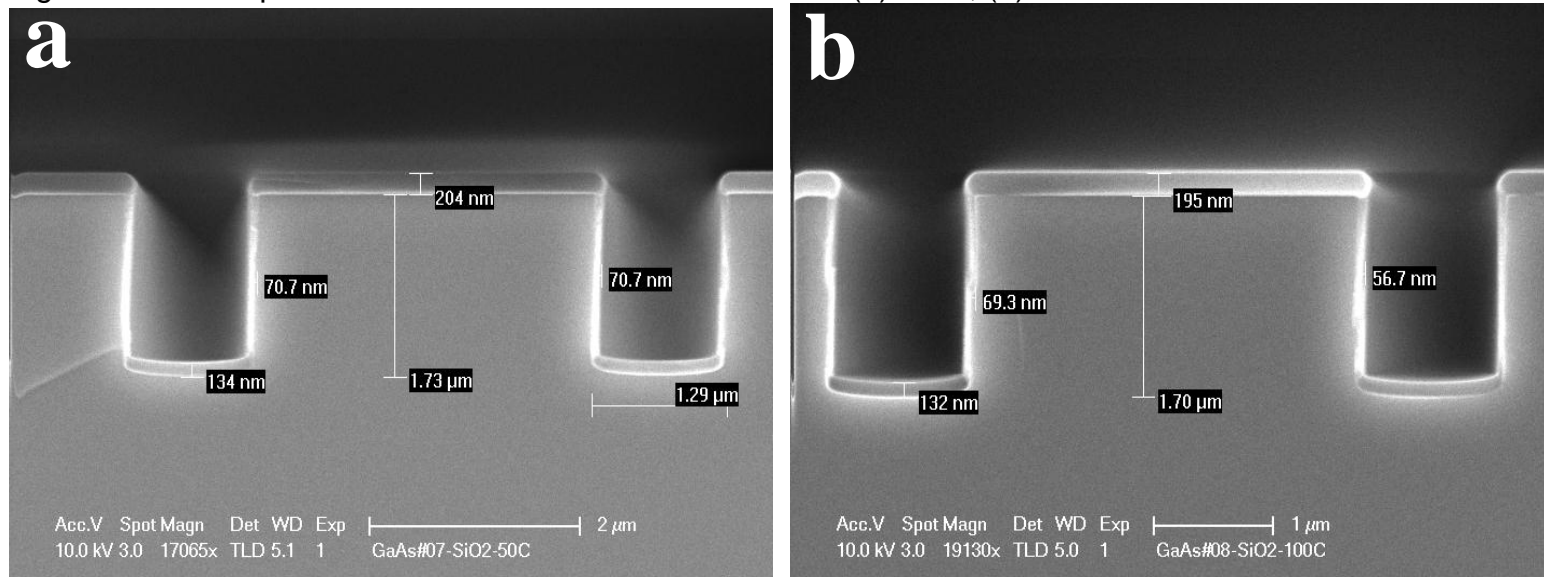 a
204 nm
70.7 nm
70.7 nm
134 nm
1.73 µm
1.29 µm
Acc.V Spot Magn Det WD Exp 2 µm
10.0 kV 3.0 17065x TLD 5.1 1 GaAs#07-SiO2-50C
b
195 nm
69.3 nm
56.7 nm
132 nm
1.70 µm
Acc.V Spot Magn Det WD Exp 1 µm
10.0 kV 3.0 19130x TLD 5.0 1 GaAs#08-SiO2-100C